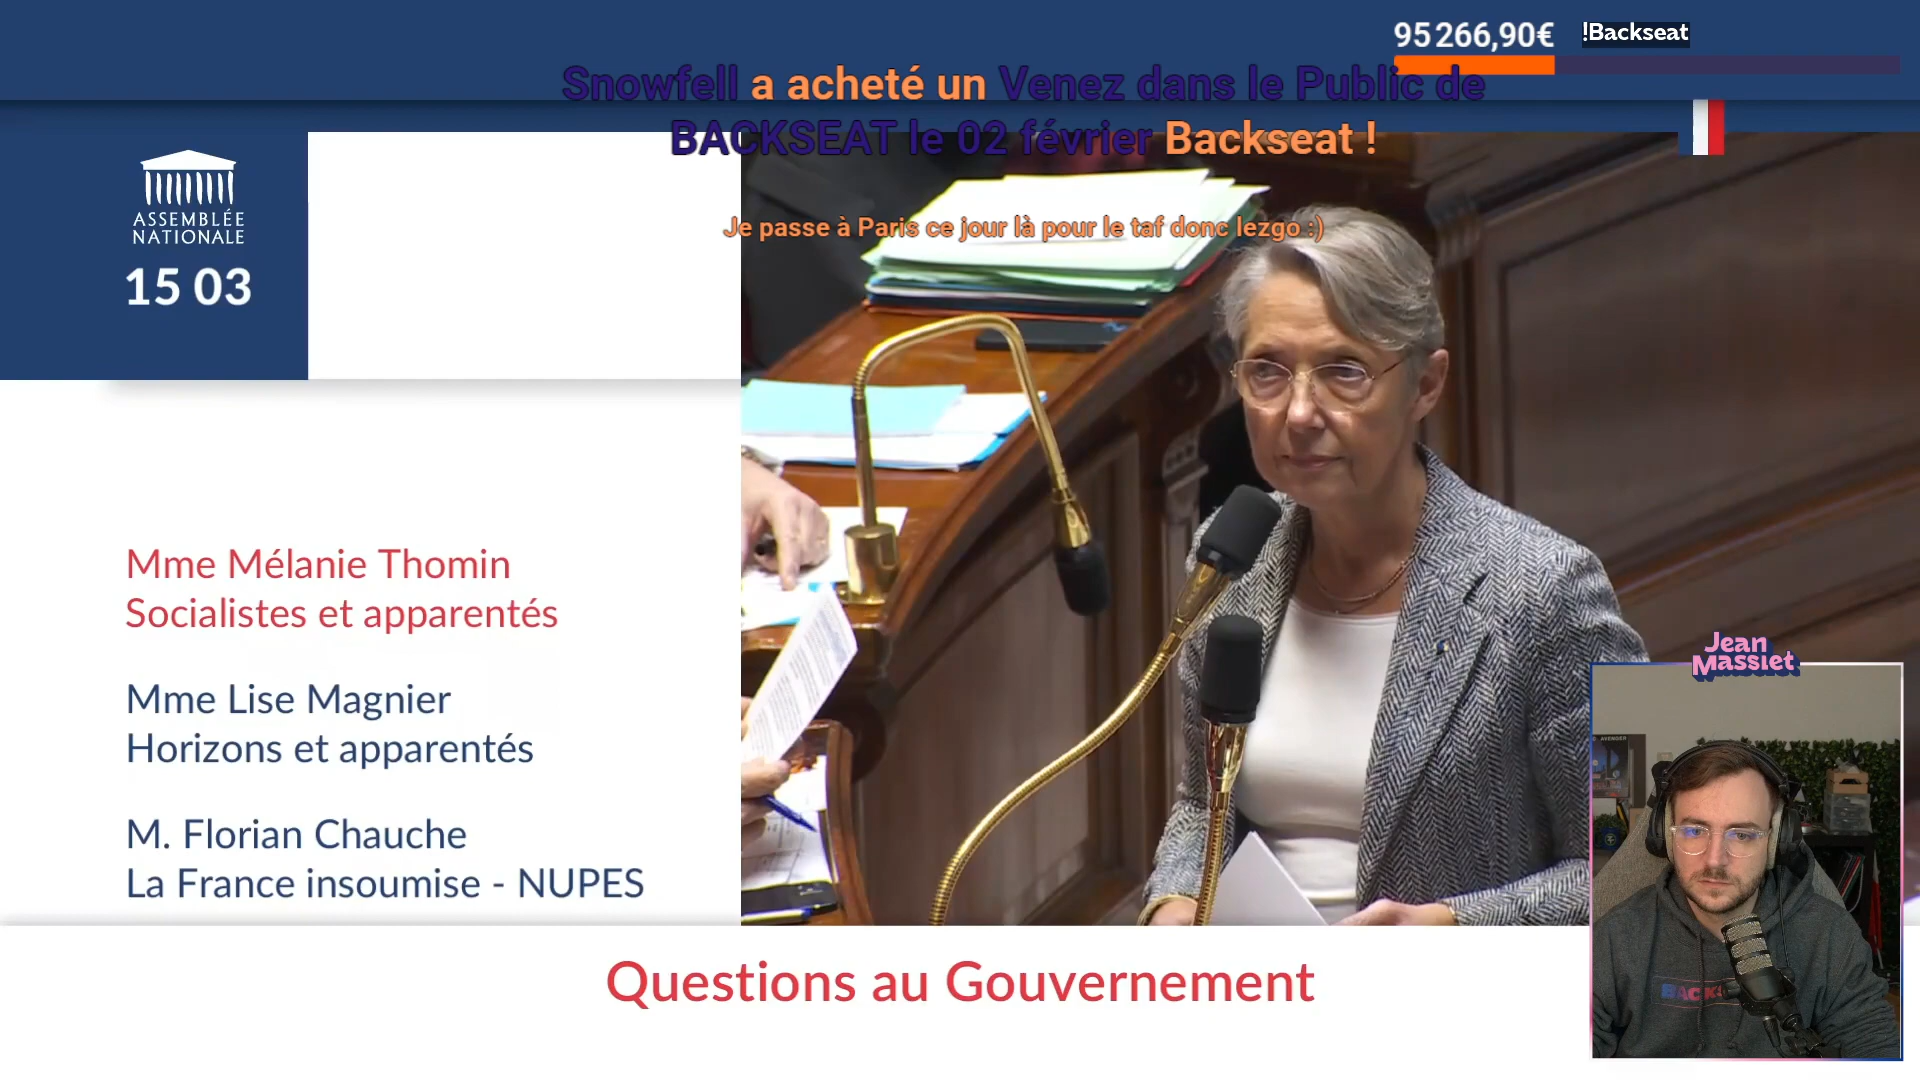 95 266,90€
!Backseat
Snowfell a acheté un Venez dans le Public de
BACKSEAT le 02 février Backseat !
Je passe à Paris ce jour là pour le taf donc lezgo :)
ASSEMBLÉE
NATIONALE
15 03
Mme Mélanie Thomin
Socialistes et apparentés
Mme Lise Magnier
Horizons et apparentés
M. Florian Chauche
La France insoumise - NUPES
Questions au Gouvernement
Jean
Massiet
AVENGER